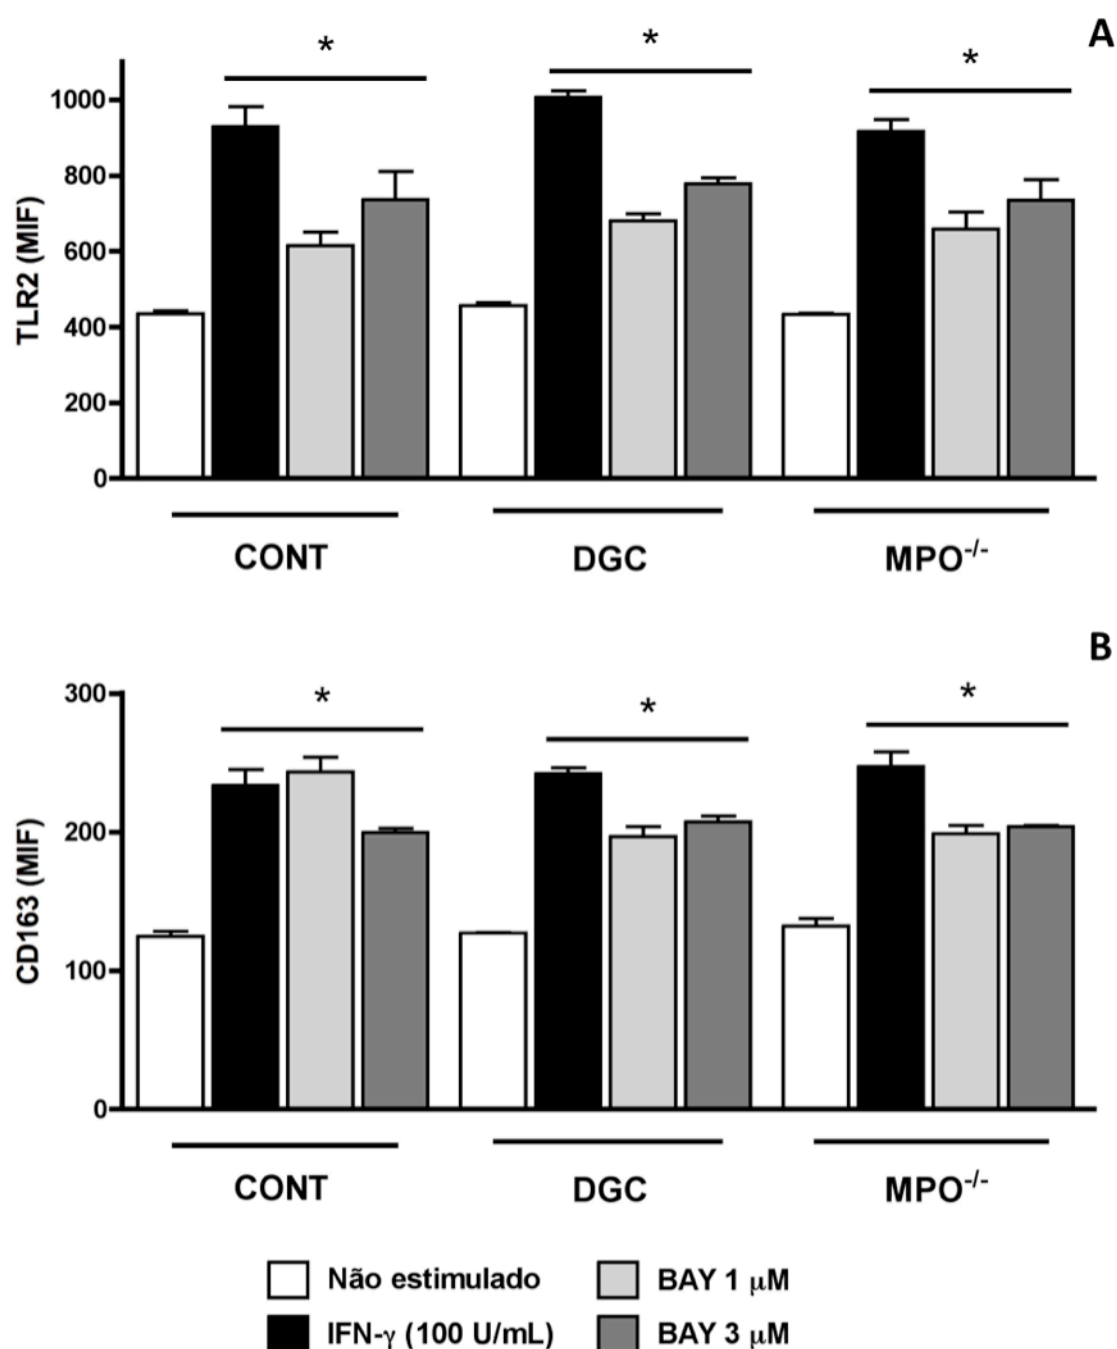 A
*
*
*
1000
800
600
400
200
0
TLR2 (MIF)
CONT
DGC
MPO-/-
B
*
*
*
300
200
100
0
CD163 (MIF)
CONT
DGC
MPO-/-
Não estimulado
BAY 1 μM
IFN-γ (100 U/mL)
BAY 3 μM